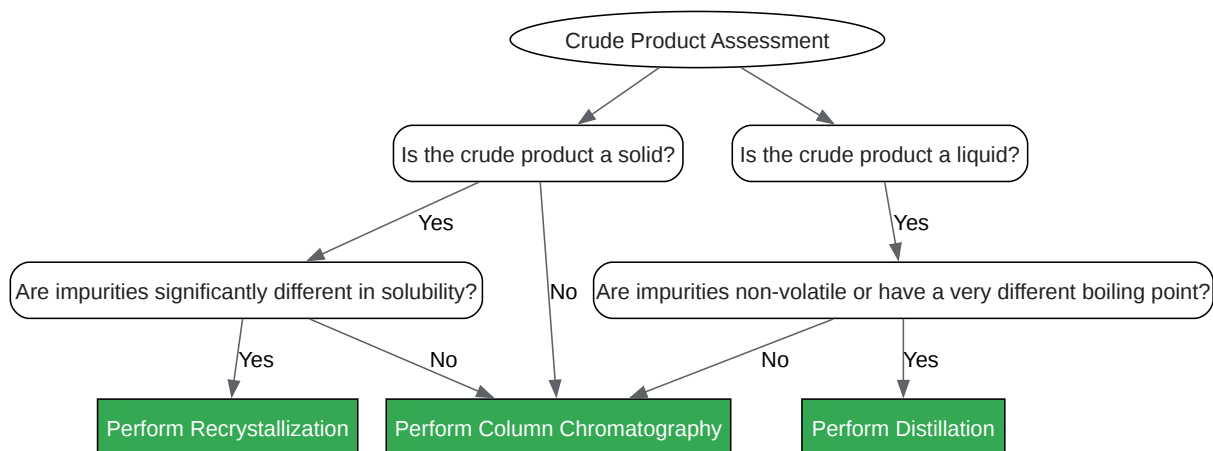 Crude Product Assessment
Is the crude product a solid?
Is the crude product a liquid?
Yes
Yes
Are impurities significantly different in solubility?
No
Are impurities non-volatile or have a very different boiling point?
Yes
No
No
Yes
Perform Recrystallization
Perform Column Chromatography
Perform Distillation